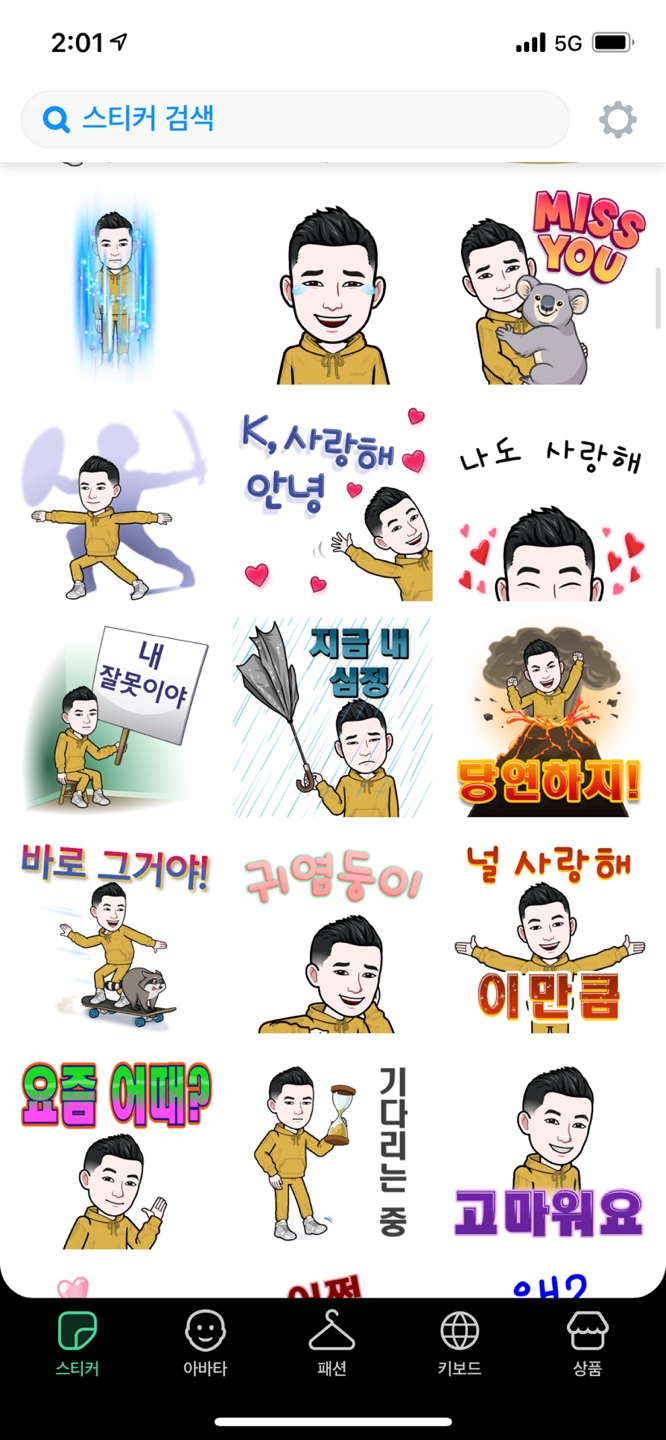 2:01
5G
스티커 검색
MISS
YOU
K, 사랑해
안녕
나도 사랑해
내
잘못이야
지금 내
심정
당연하지!
바로 그거야!
귀염둥이
널 사랑해
이만큼
요즘 어때?
기다리는 중
고마워요
어쩜
왜?
스티커
아바타
패션
키보드
상품